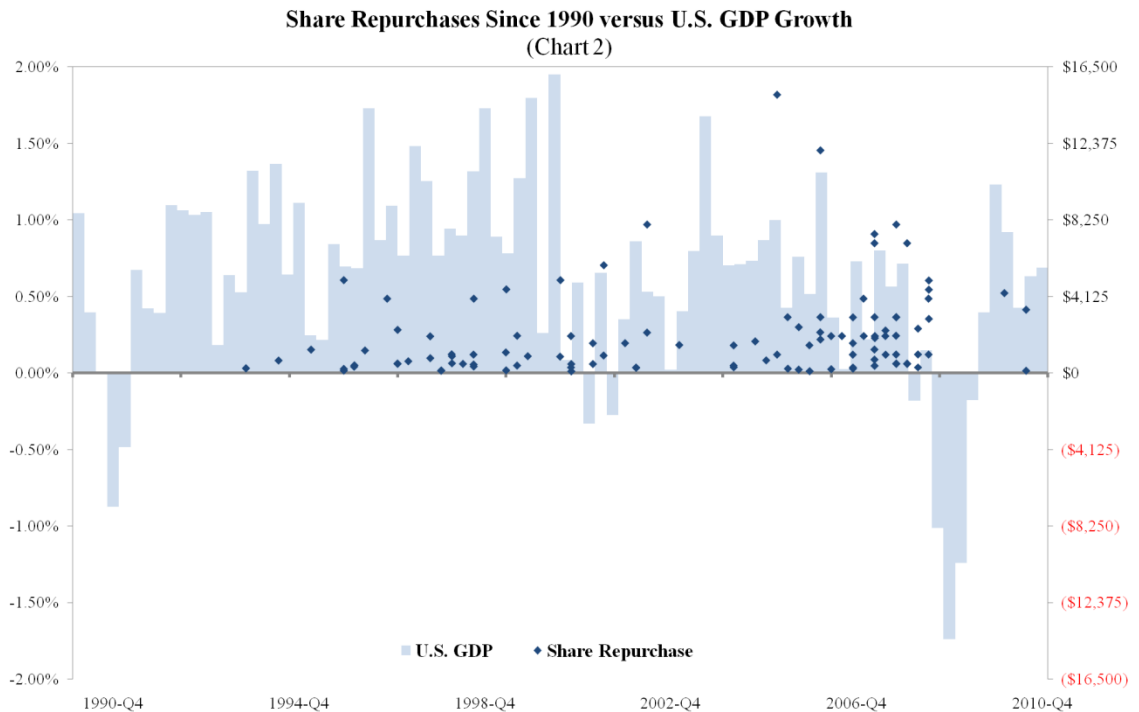 Share Repurchases Since 1990 versus U.S. GDP Growth
(Chart 2)
2.00%
1.50%
1.00%
0.50%
0.00%
-0.50%
-1.00%
-1.50%
-2.00%
$16,500
$12,375
$8,250
$4,125
$0
($4,125)
($8,250)
($12,375)
($16,500)
U.S. GDP
Share Repurchase
1990-Q4
1994-Q4
1998-Q4
2002-Q4
2006-Q4
2010-Q4